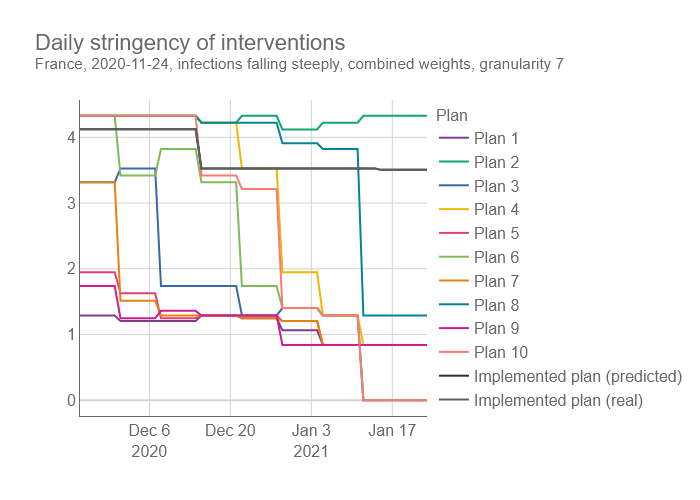 Daily stringency of interventions
France, 2020-11-24, infections falling steeply, combined weights, granularity 7
Plan
4
3
2
1
0
Plan 1
Plan 2
Plan 3
Plan 4
Plan 5
Plan 6
Plan 7
Plan 8
Plan 9
Plan 10
Implemented plan (predicted)
Implemented plan (real)
Dec 6
2020
Dec 20
Jan 3
2021
Jan 17